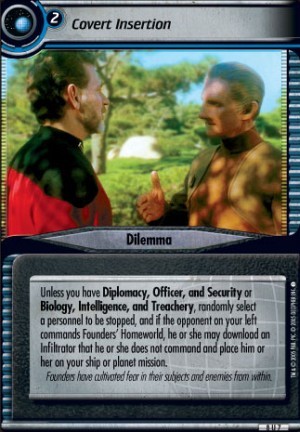 2 Covert Insertion
Dilemma
Unless you have Diplomacy, Officer, and Security or
Biology, Intelligence, and Treachery, randomly select
a personnel to be stopped, and if the opponent on your left
commands Founders' Homeworld, he or she may download an
Infiltrator that he or she does not command and place him or
her on your ship or planet mission.
Founders have cultivated fear in their subjects and enemies from within.